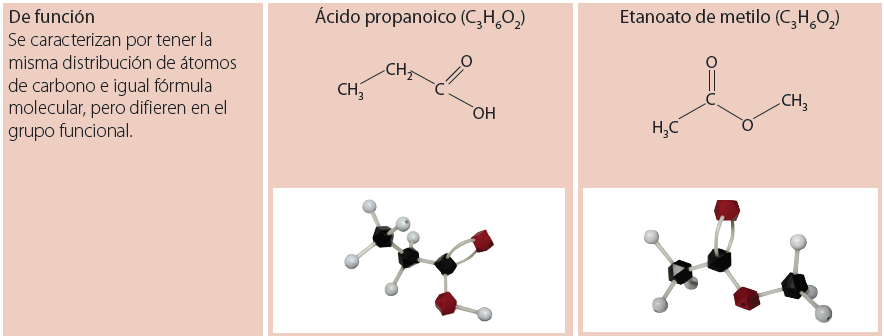 De función
Se caracterizan por tener la
misma distribución de átomos
de carbono e igual fórmula
molecular, pero difieren en el
grupo funcional.
Ácido propanoico (C₃H₆O₂)
CH₃
CH₂
C
O
OH
Etanoato de metilo (C₃H₆O₂)
O
C
H₃C
O
CH₃